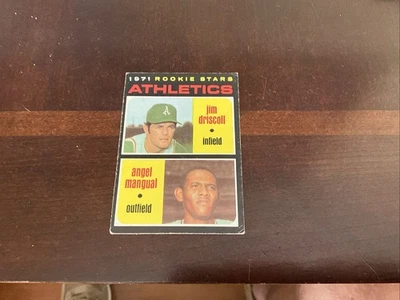 1971 ROOKIE STARS
ATHLETICS
jim
driscoll
•
infield
A
angel
mangual
•
outfield